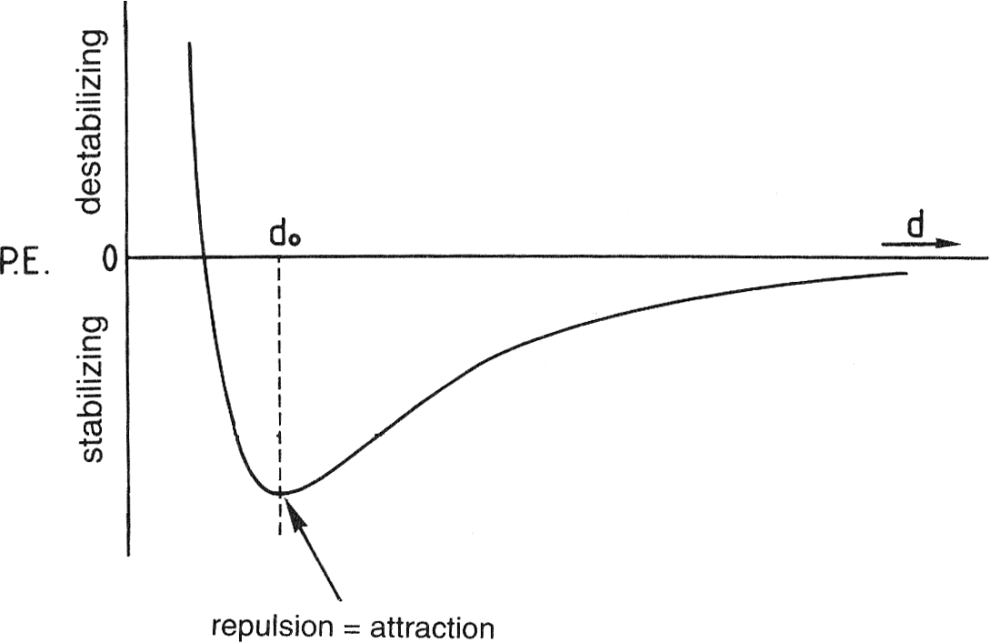 destabilizing
d₀
d
P.E.
0
stabilizing
repulsion = attraction